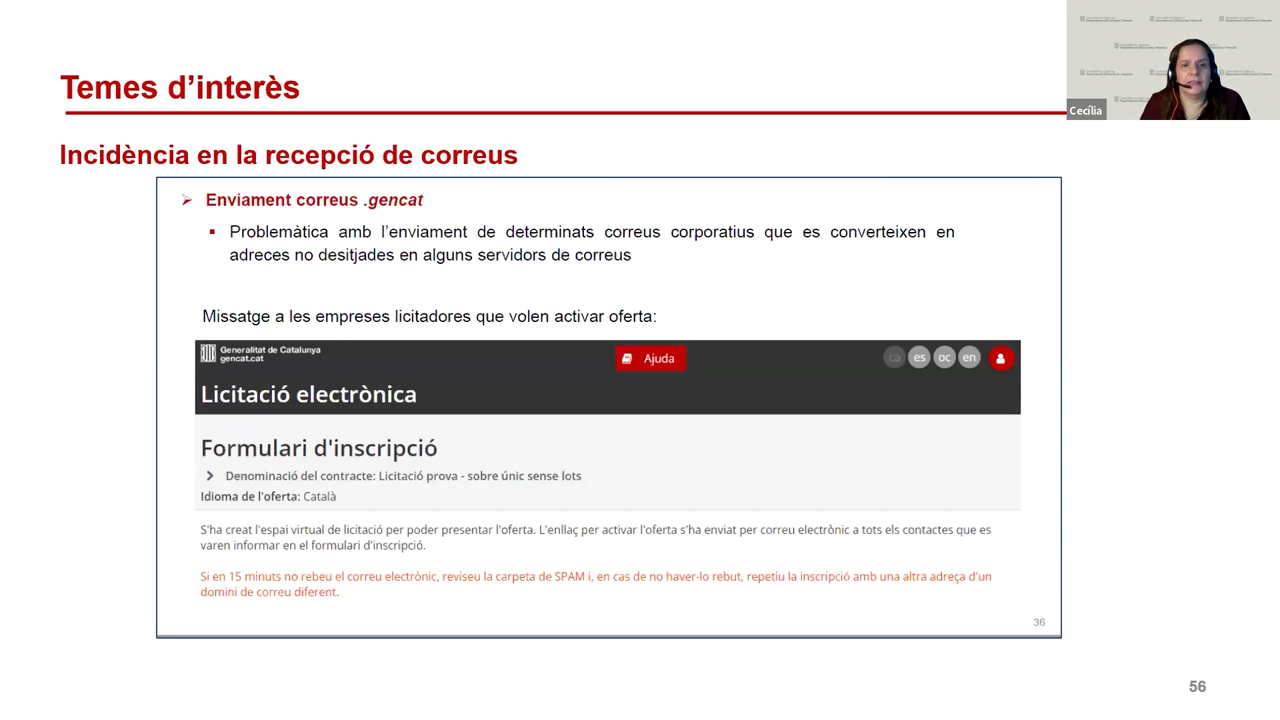 Temes d'interès
Cecília
Incidència en la recepció de correus
Enviament correus .gencat
Problemàtica amb l'enviament de determinats correus corporatius que es converteixen en
adreces no desitjades en alguns servidors de correus
Missatge a les empreses licitadores que volen activar oferta:
Generalitat de Catalunya
gencat.cat
Ajuda
ca es oc en
Licitació electrònica
Formulari d'inscripció
Denominació del contracte: Licitació prova - sobre únic sense lots
Idioma de l'oferta: Català
S'ha creat l'espai virtual de licitació per poder presentar l'oferta. L'enllaç per activar l'oferta s'ha enviat per correu electrònic a tots els contactes que es
varen informar en el formulari d'inscripció.
Si en 15 minuts no rebeu el correu electrònic, reviseu la carpeta de SPAM i, en cas de no haver-lo rebut, repetiu la inscripció amb una altra adreça d'un
domini de correu diferent.
36
56